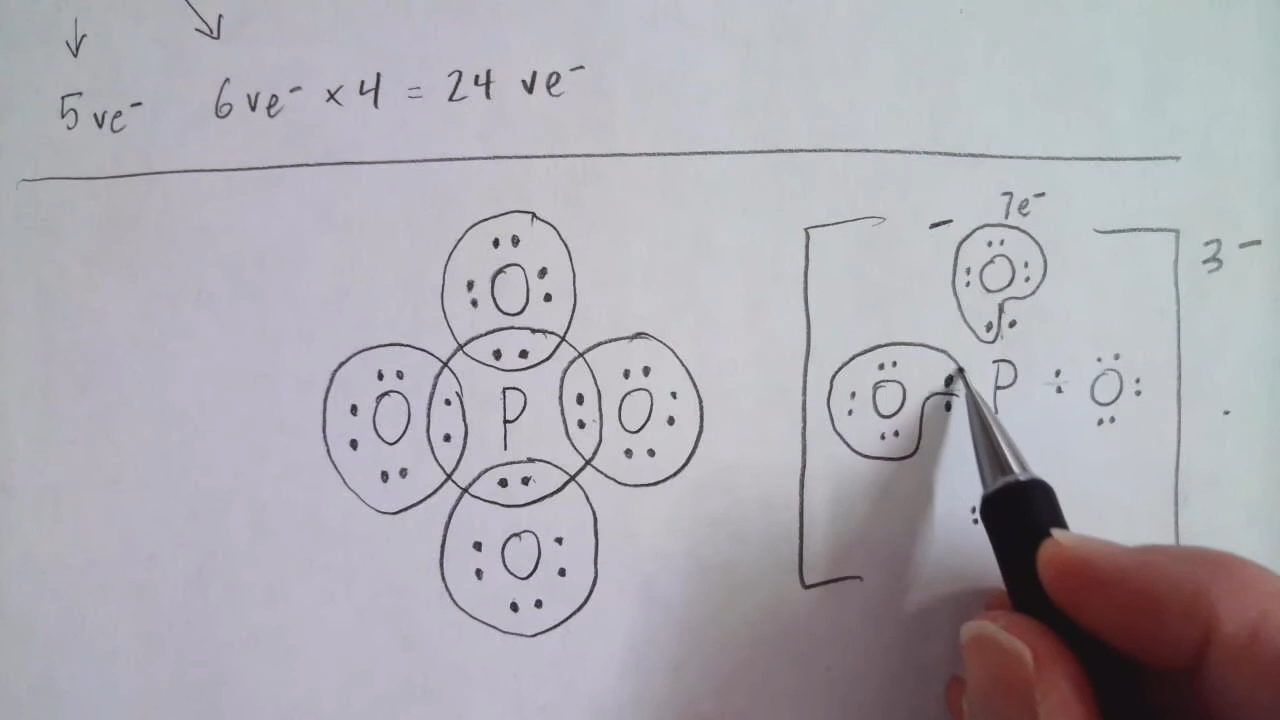 5 ve⁻ 6 ve⁻ × 4 = 24 ve⁻
7e⁻
− 3−
O O
O P O O P O
O